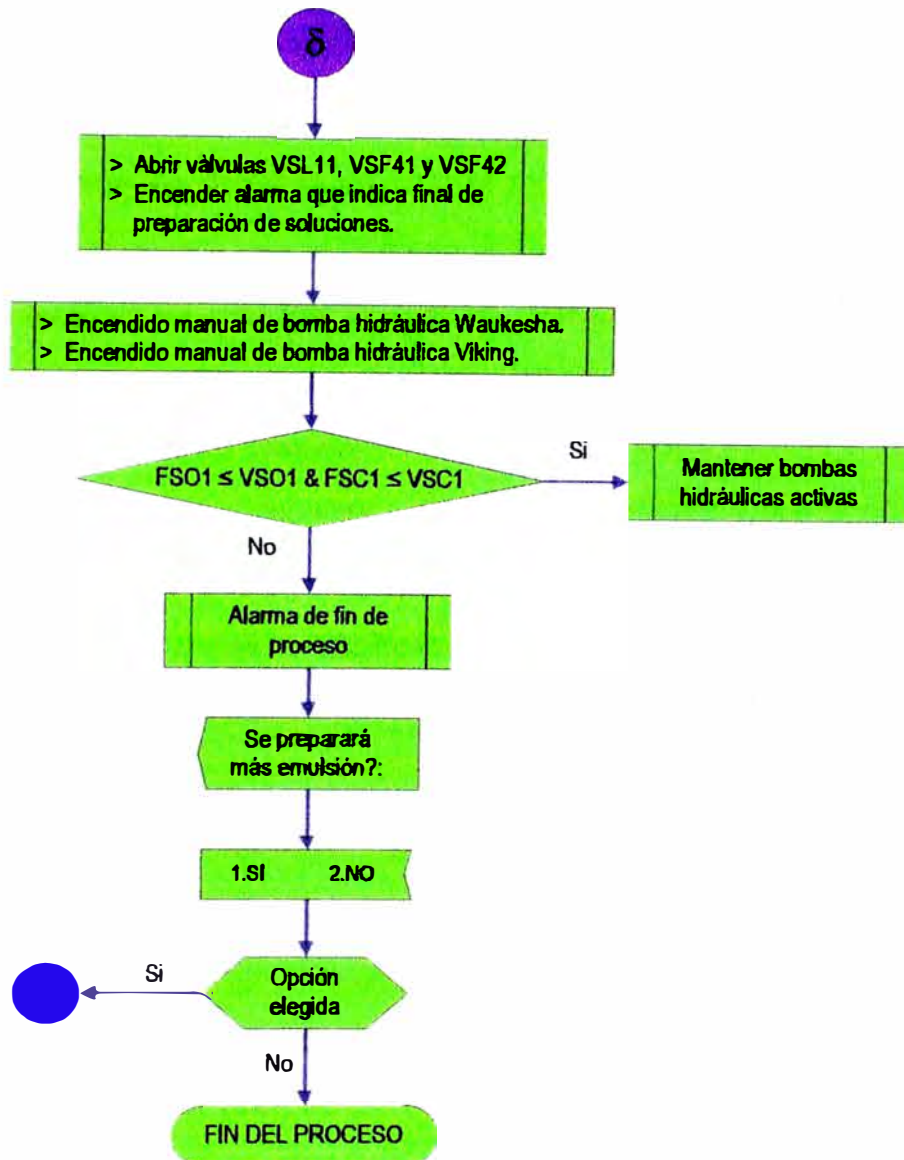 δ
> Abrir vàlvulas VSL11, VSF41 y VSF42
> Encender alarma que indica final de
preparación de soluciones.
> Encendido manual de bomba hidráulica Waukesha.
> Encendido manual de bomba hidráulica Viking.
FSO1 ≤ VSO1 & FSC1 ≤ VSC1
Si
Mantener bombas
hidráulicas activas
No
Alarma de fin de
proceso
Se preparará
más emulsión?:
1.SI 2.NO
Si
Opción
elegida
No
FIN DEL PROCESO